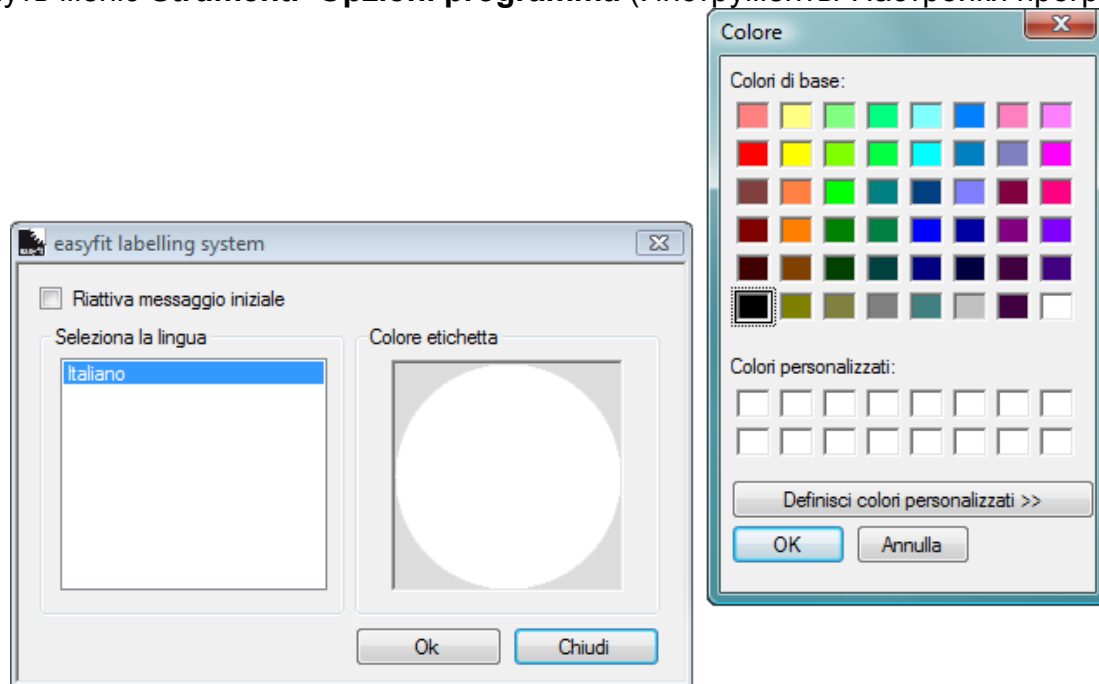 Strumenti-Opzioni programma
Colore
Colori di base:
easyfit labelling system
Riattiva messaggio iniziale
Seleziona la lingua
Colore etichetta
Italiano
Colori personalizzati:
Definisci colori personalizzati >>
OK
Annulla
Ok
Chiudi